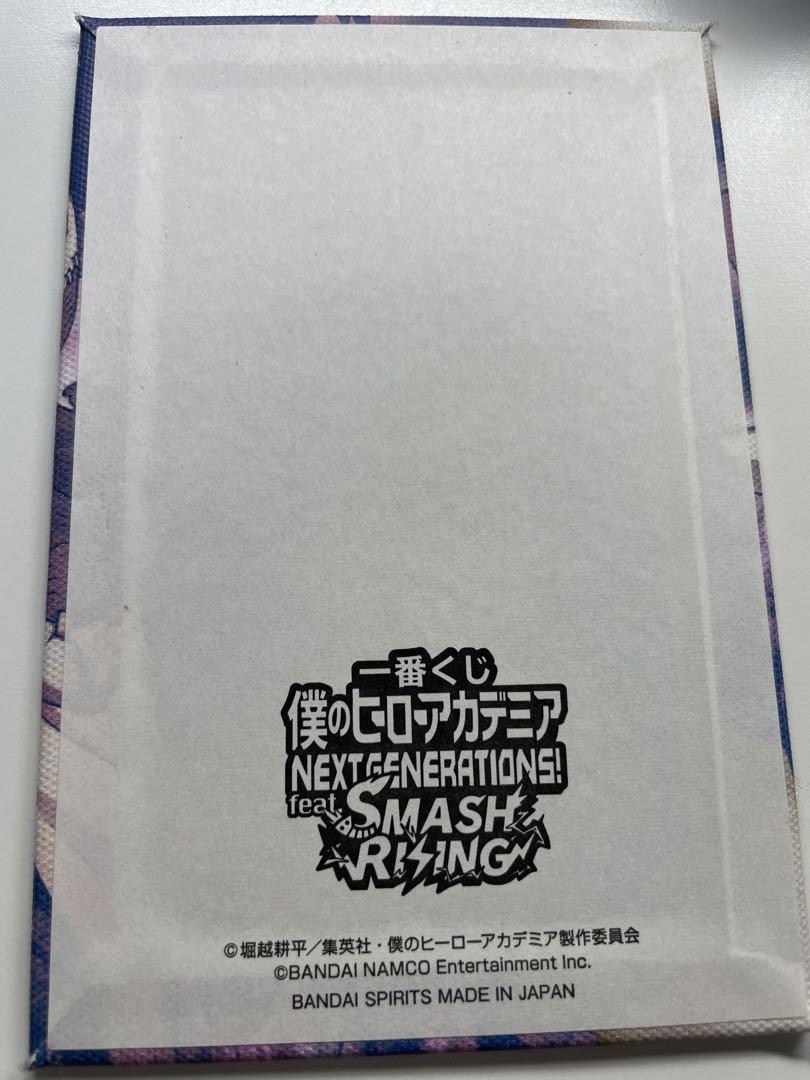 一番くじ
僕のヒーローアカデミア
NEXT GENERATIONS!
feat. SMASH
RISING
©堀越耕平／集英社・僕のヒーローアカデミア製作委員会
©BANDAI NAMCO Entertainment Inc.
BANDAI SPIRITS MADE IN JAPAN